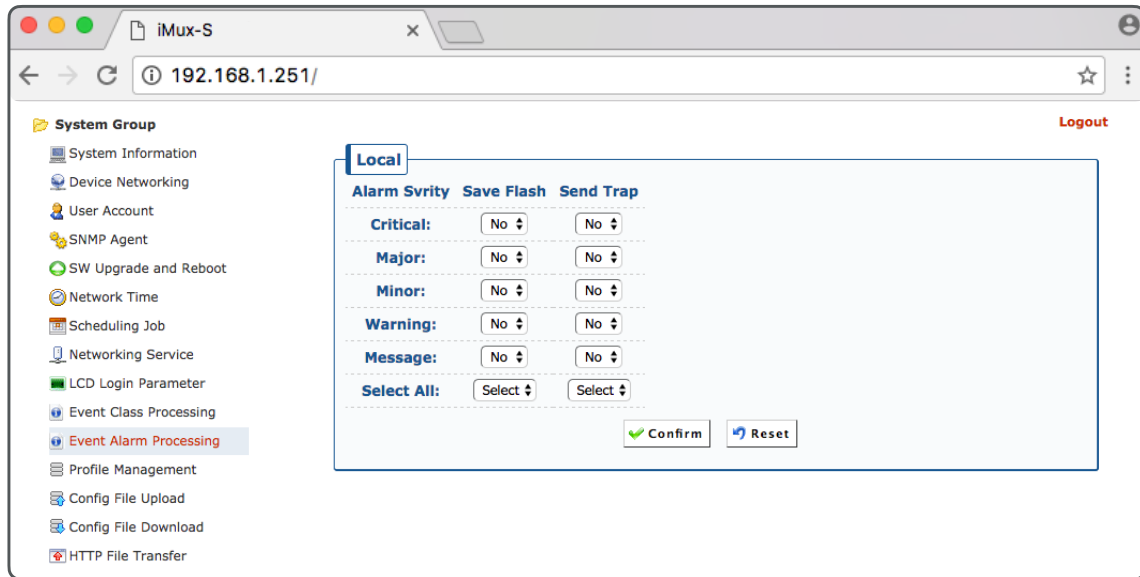 iMux-S
192.168.1.251/
System Group
System Information
Device Networking
User Account
SNMP Agent
SW Upgrade and Reboot
Network Time
Scheduling Job
Networking Service
LCD Login Parameter
Event Class Processing
Event Alarm Processing
Profile Management
Config File Upload
Config File Download
HTTP File Transfer
Logout
Local
Alarm Svrity Save Flash Send Trap
Critical: No No
Major: No No
Minor: No No
Warning: No No
Message: No No
Select All: Select Select
Confirm Reset